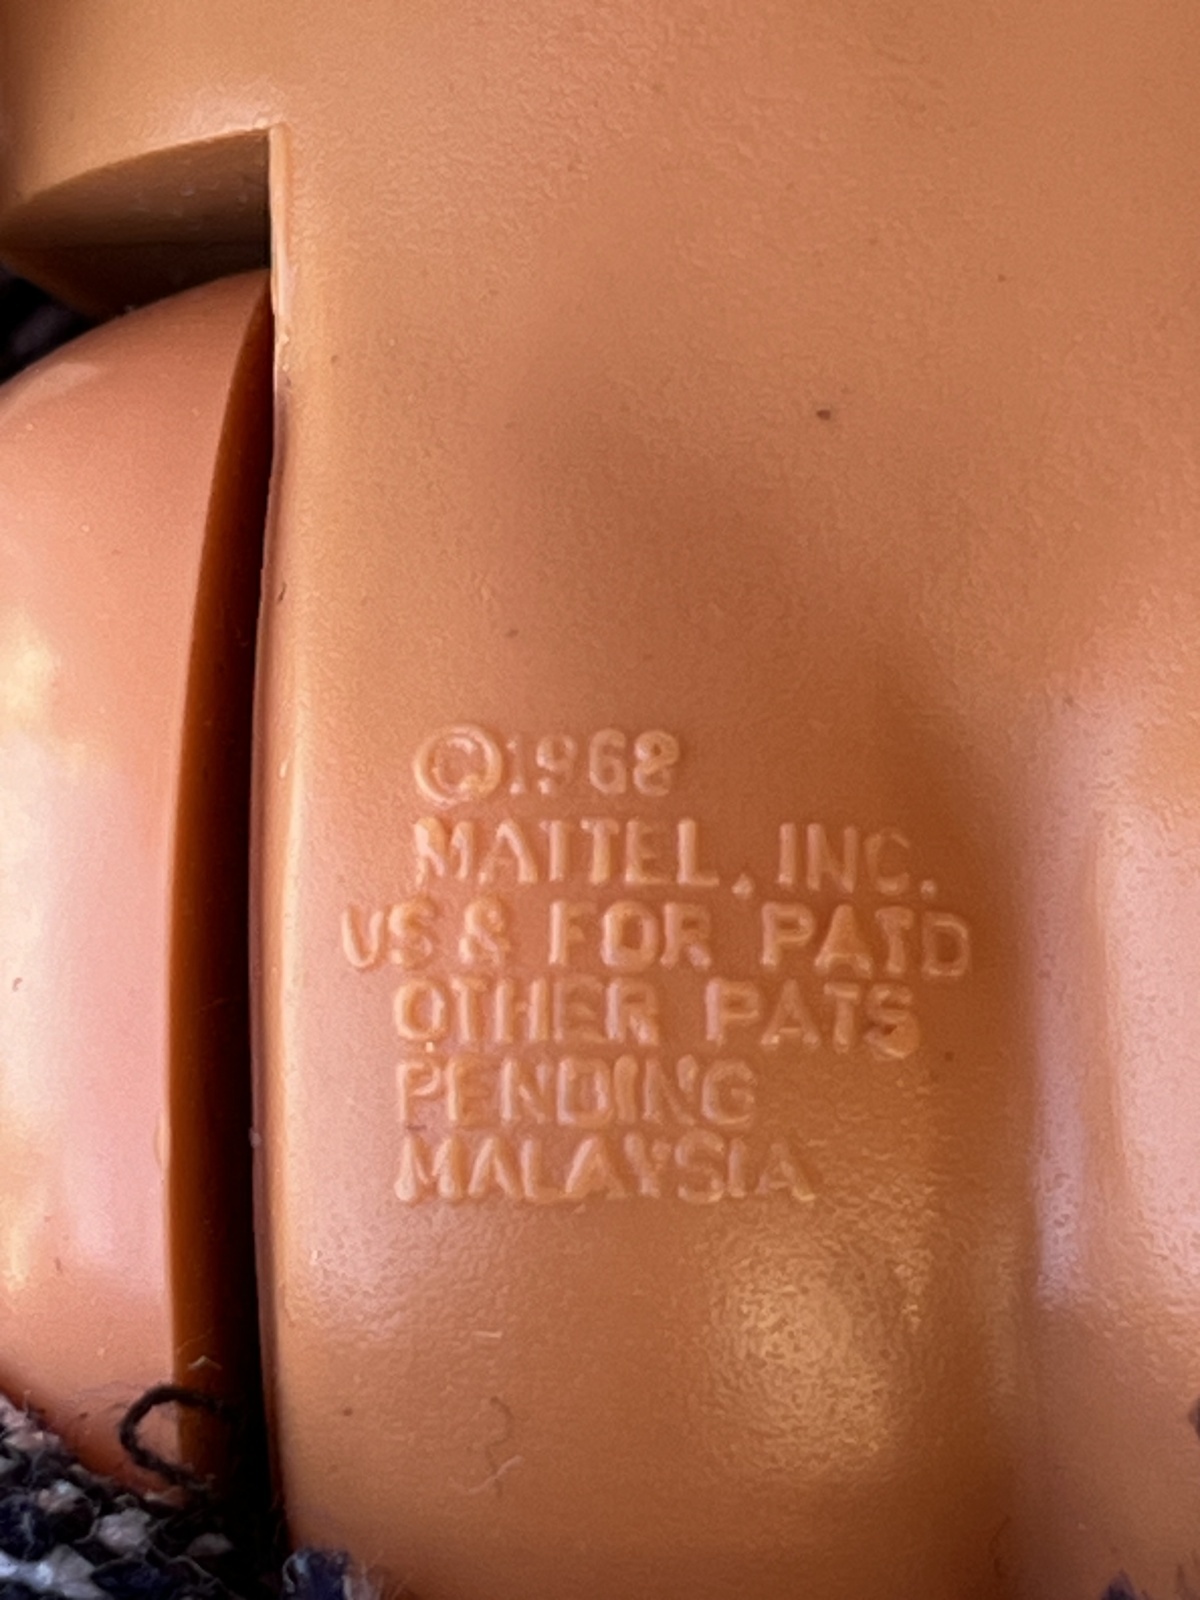 ©1968
MATTEL, INC.
US & FOR PATD
OTHER PATS
PENDING
MALAYSIA